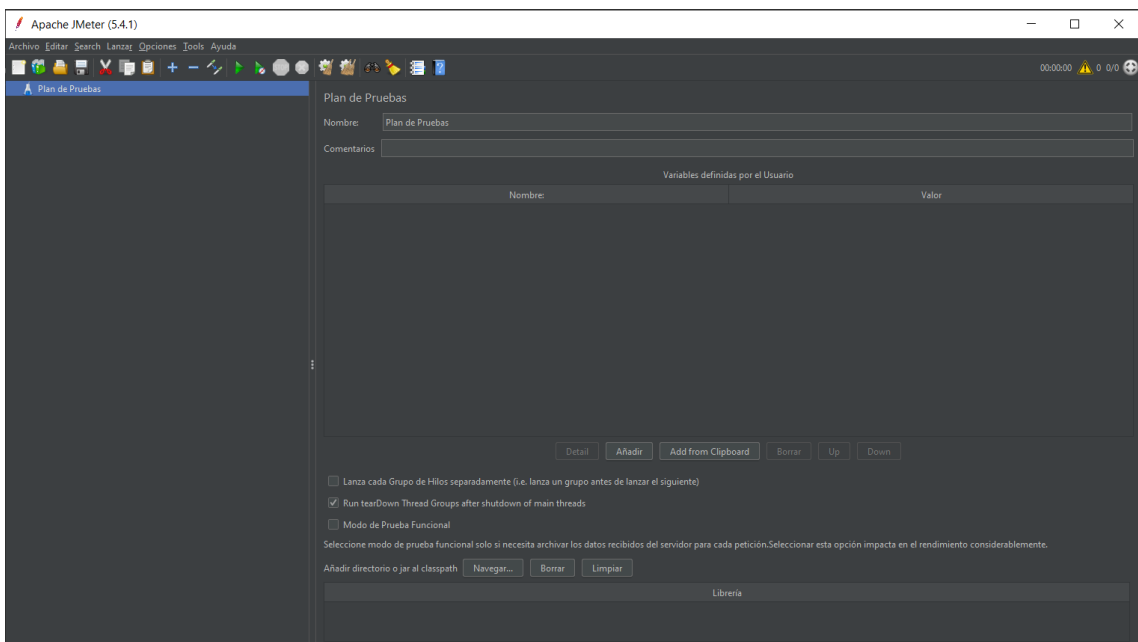 Apache JMeter (5.4.1)
Archivo Editar Search Lanzar Opciones Tools Ayuda
00:00:00 0 0/0
Plan de Pruebas
Plan de Pruebas
Nombre: Plan de Pruebas
Comentarios
Variables definidas por el Usuario
Nombre: Valor
Detail Añadir Add from Clipboard Borrar Up Down
Lanza cada Grupo de Hilos separadamente (i.e. lanza un grupo antes de lanzar el siguiente)
Run tearDown Thread Groups after shutdown of main threads
Modo de Prueba Funcional
Seleccione modo de prueba funcional solo si necesita archivar los datos recibidos del servidor para cada petición.Seleccionar esta opción impacta en el rendimiento considerablemente.
Añadir directorio o jar al classpath Navegar... Borrar Limpiar
Librería